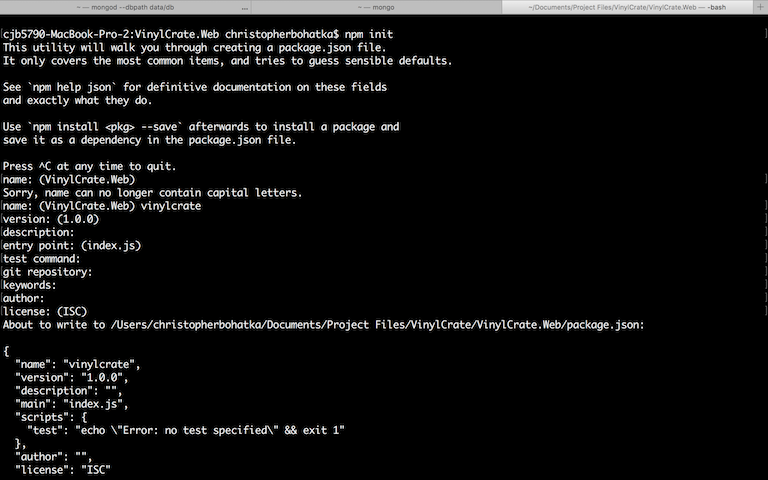 ~ — mongod --dbpath data/db
...
~ — mongo
~/Documents/Project Files/VinylCrate/VinylCrate.Web — -bash
+
cjb5790-MacBook-Pro-2:VinylCrate.Web christopherbohatka$ npm init
This utility will walk you through creating a package.json file.
It only covers the most common items, and tries to guess sensible defaults.
See `npm help json` for definitive documentation on these fields
and exactly what they do.
Use `npm install <pkg> --save` afterwards to install a package and
save it as a dependency in the package.json file.
Press ^C at any time to quit.
name: (VinylCrate.Web)
Sorry, name can no longer contain capital letters.
name: (VinylCrate.Web) vinylcrate
version: (1.0.0)
description:
entry point: (index.js)
test command:
git repository:
keywords:
author:
license: (ISC)
About to write to /Users/christopherbohatka/Documents/Project Files/VinylCrate/VinylCrate.Web/package.json:
{
  "name": "vinylcrate",
  "version": "1.0.0",
  "description": "",
  "main": "index.js",
  "scripts": {
    "test": "echo \"Error: no test specified\" && exit 1"
  },
  "author": "",
  "license": "ISC"